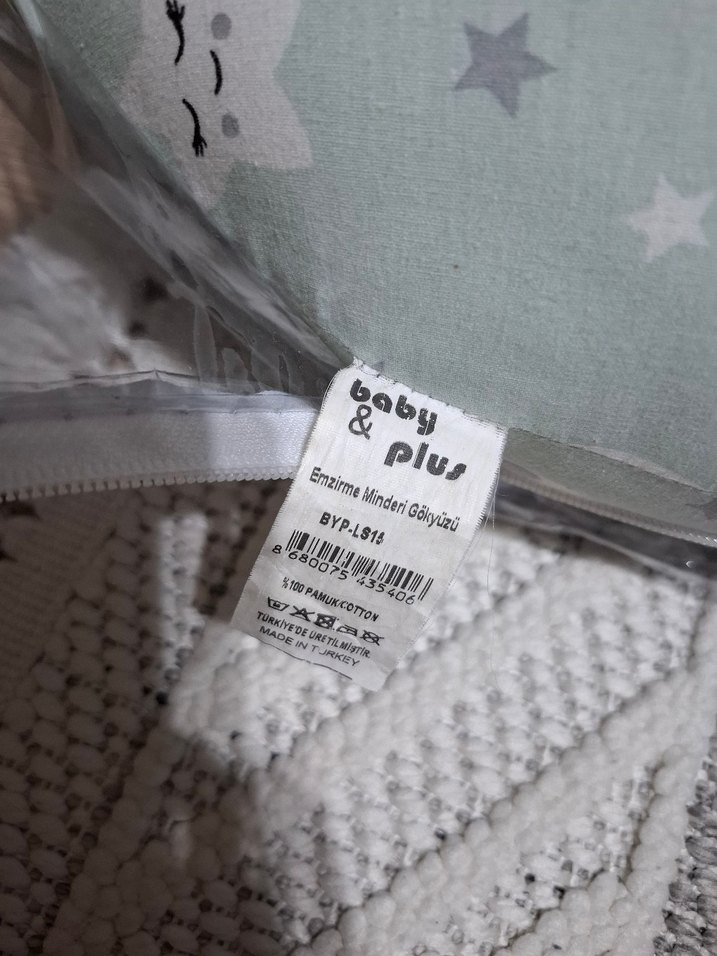 baby
& plus
Emzirme Minderi Gökyüzü
BYP-LS15
8 680075 435406
%100 PAMUK/COTTON
TÜRKİYE'DE ÜRETİLMİŞTİR.
MADE IN TURKEY